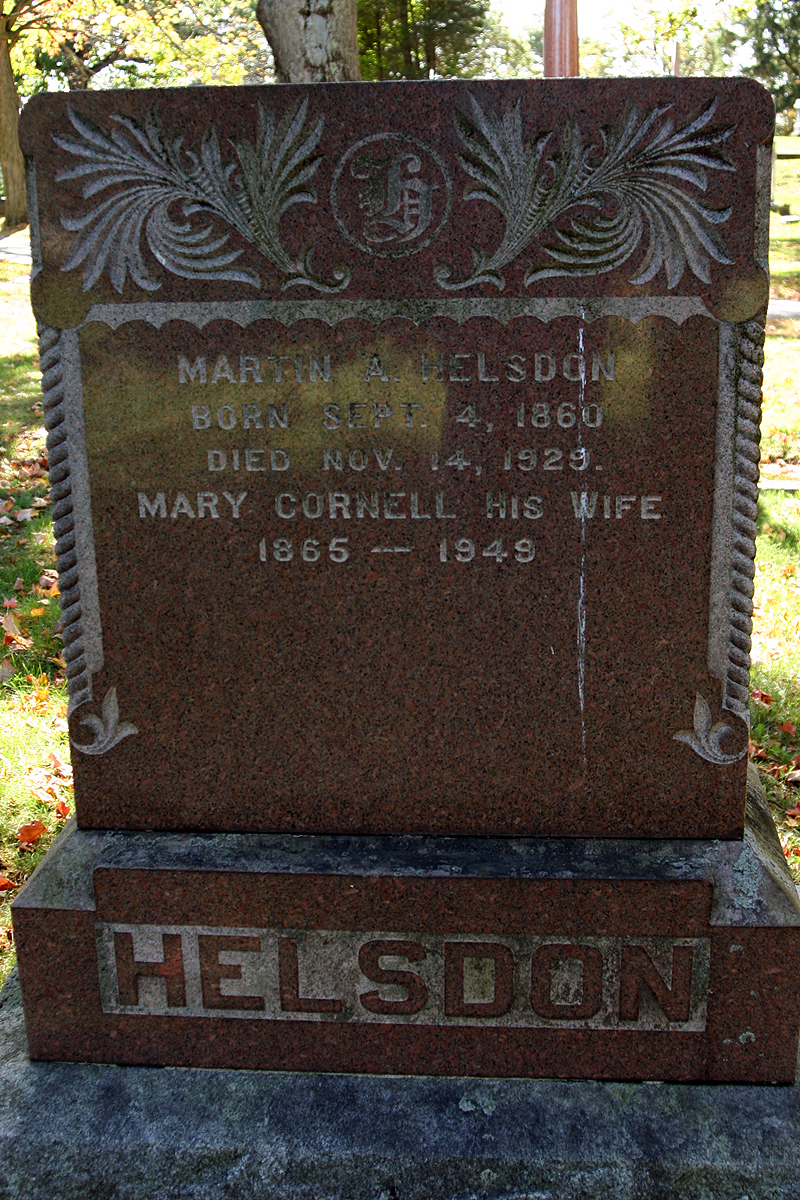 H
MARTIN A. HELSDON
BORN SEPT. 4, 1860
DIED NOV. 14, 1929.
MARY CORNELL HIS WIFE
1865 — 1949
HELSDON